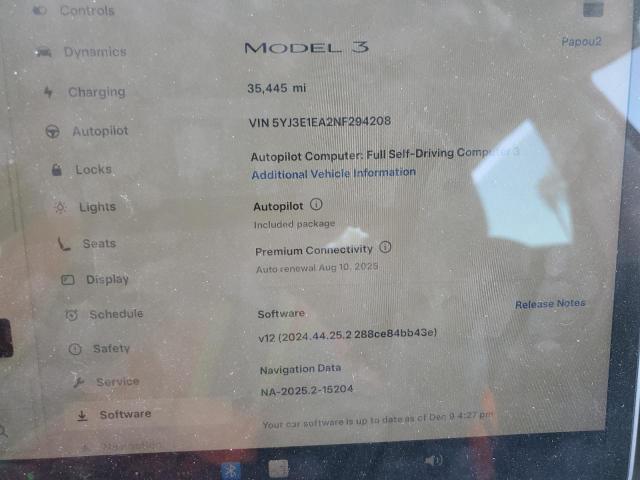 Controls
Dynamics
Charging
Autopilot
Locks
Lights
Seats
Display
Schedule
Safety
Service
Software
Navigation
MODEL 3
Papou2
35,445 mi
VIN 5YJ3E1EA2NF294208
Autopilot Computer: Full Self-Driving Computer 3
Additional Vehicle Information
Autopilot
Included package
Premium Connectivity
Auto renewal Aug 10, 2025
Software
Release Notes
v12 (2024.44.25.2 288ce84bb43e)
Navigation Data
NA-2025.2-15204
Your car software is up to date as of Dec 9 4:27 pm